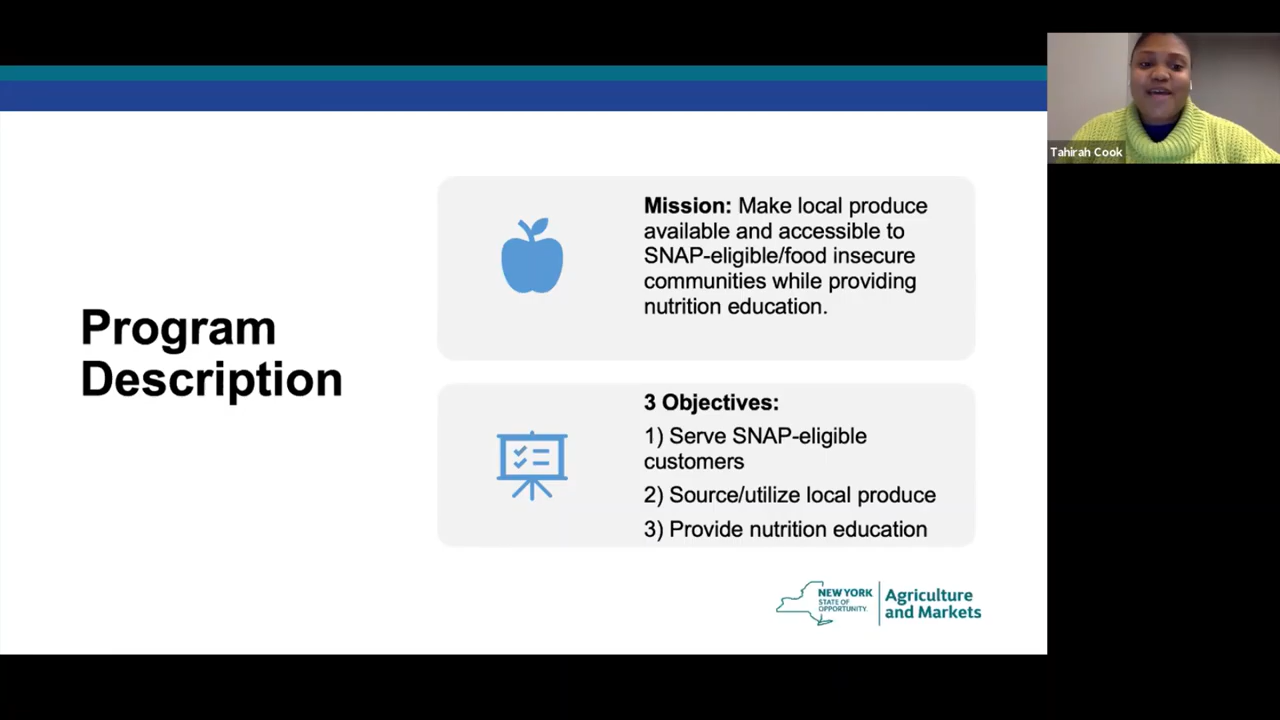 Program
Description
Mission: Make local produce
available and accessible to
SNAP-eligible/food insecure
communities while providing
nutrition education.
3 Objectives:
1) Serve SNAP-eligible
customers
2) Source/utilize local produce
3) Provide nutrition education
NEW YORK
STATE OF
OPPORTUNITY.
Agriculture
and Markets
Tahirah Cook